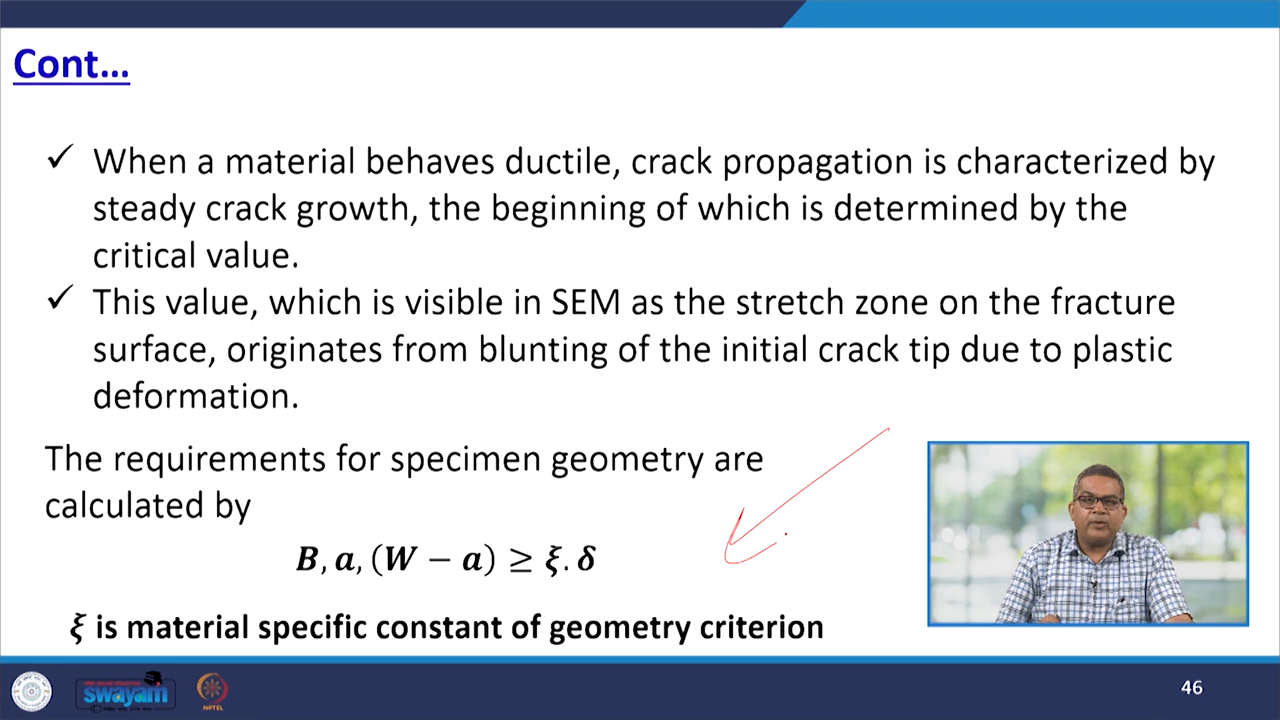 Cont...
✓ When a material behaves ductile, crack propagation is characterized by
steady crack growth, the beginning of which is determined by the
critical value.
✓ This value, which is visible in SEM as the stretch zone on the fracture
surface, originates from blunting of the initial crack tip due to plastic
deformation.
The requirements for specimen geometry are
calculated by
B, a, (W − a) ≥ ξ. δ
ξ is material specific constant of geometry criterion
swayam
NPTEL
46